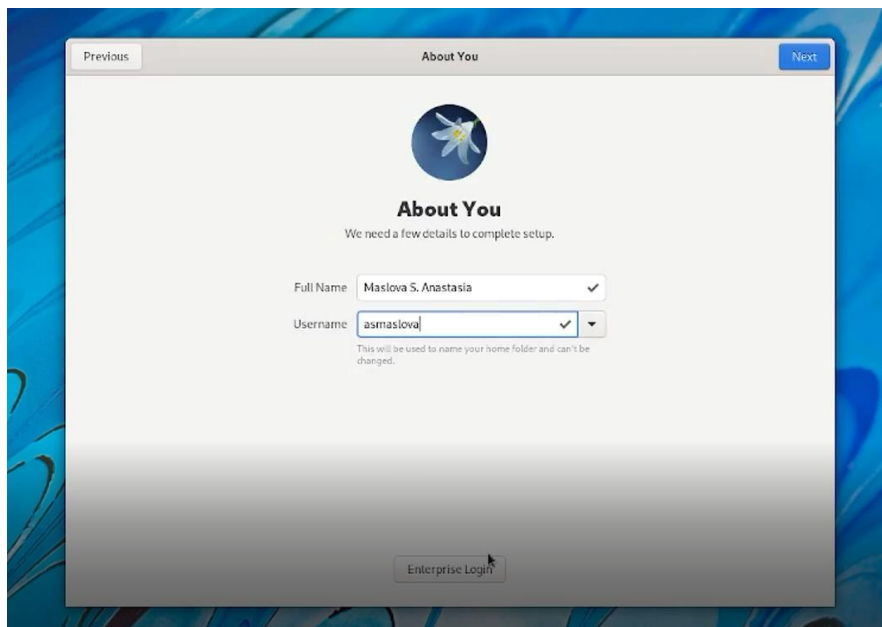 Previous
About You
Next
About You
We need a few details to complete setup.
Full Name Maslova S. Anastasia
Username asmaslova
This will be used to name your home folder and can't be
changed.
Enterprise Login